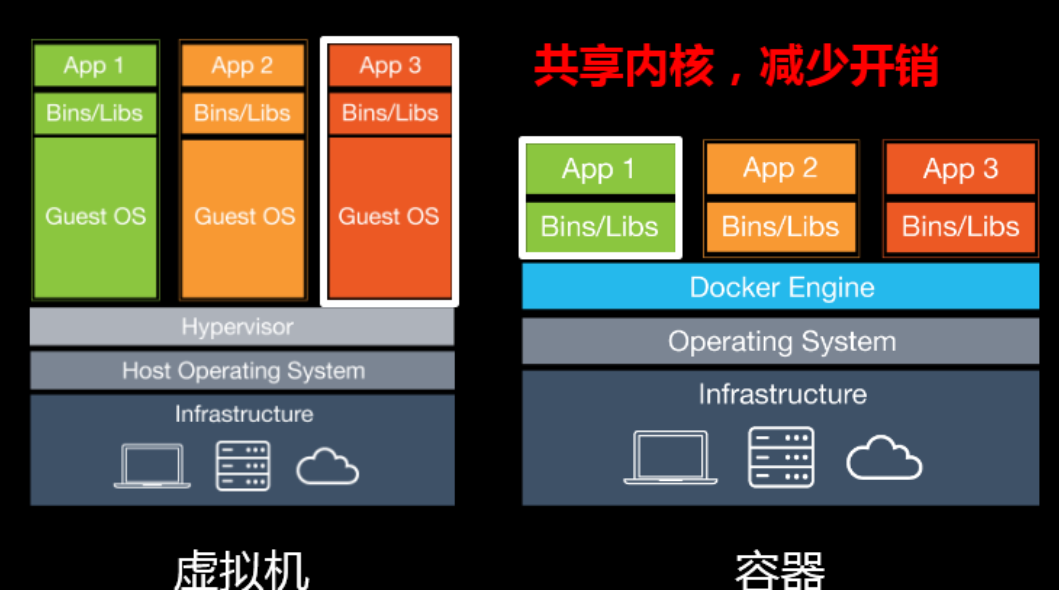 App 1
App 2
App 3
Bins/Libs
Bins/Libs
Bins/Libs
Guest OS
Guest OS
Guest OS
Hypervisor
Host Operating System
Infrastructure
虚拟机
共享内核，减少开销
App 1
App 2
App 3
Bins/Libs
Bins/Libs
Bins/Libs
Docker Engine
Operating System
Infrastructure
容器